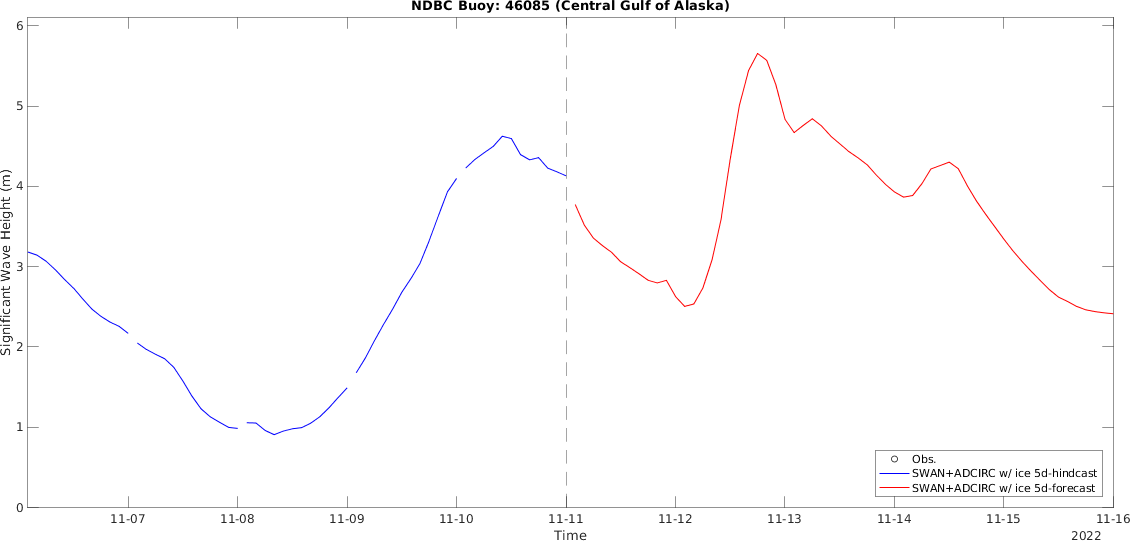 NDBC Buoy: 46085 (Central Gulf of Alaska)
6
5
4
3
2
1
0
Significant Wave Height (m)
Obs.
SWAN+ADCIRC w/ ice 5d-hindcast
SWAN+ADCIRC w/ ice 5d-forecast
11-07 11-08 11-09 11-10 11-11 11-12 11-13 11-14 11-15 11-16
Time
2022